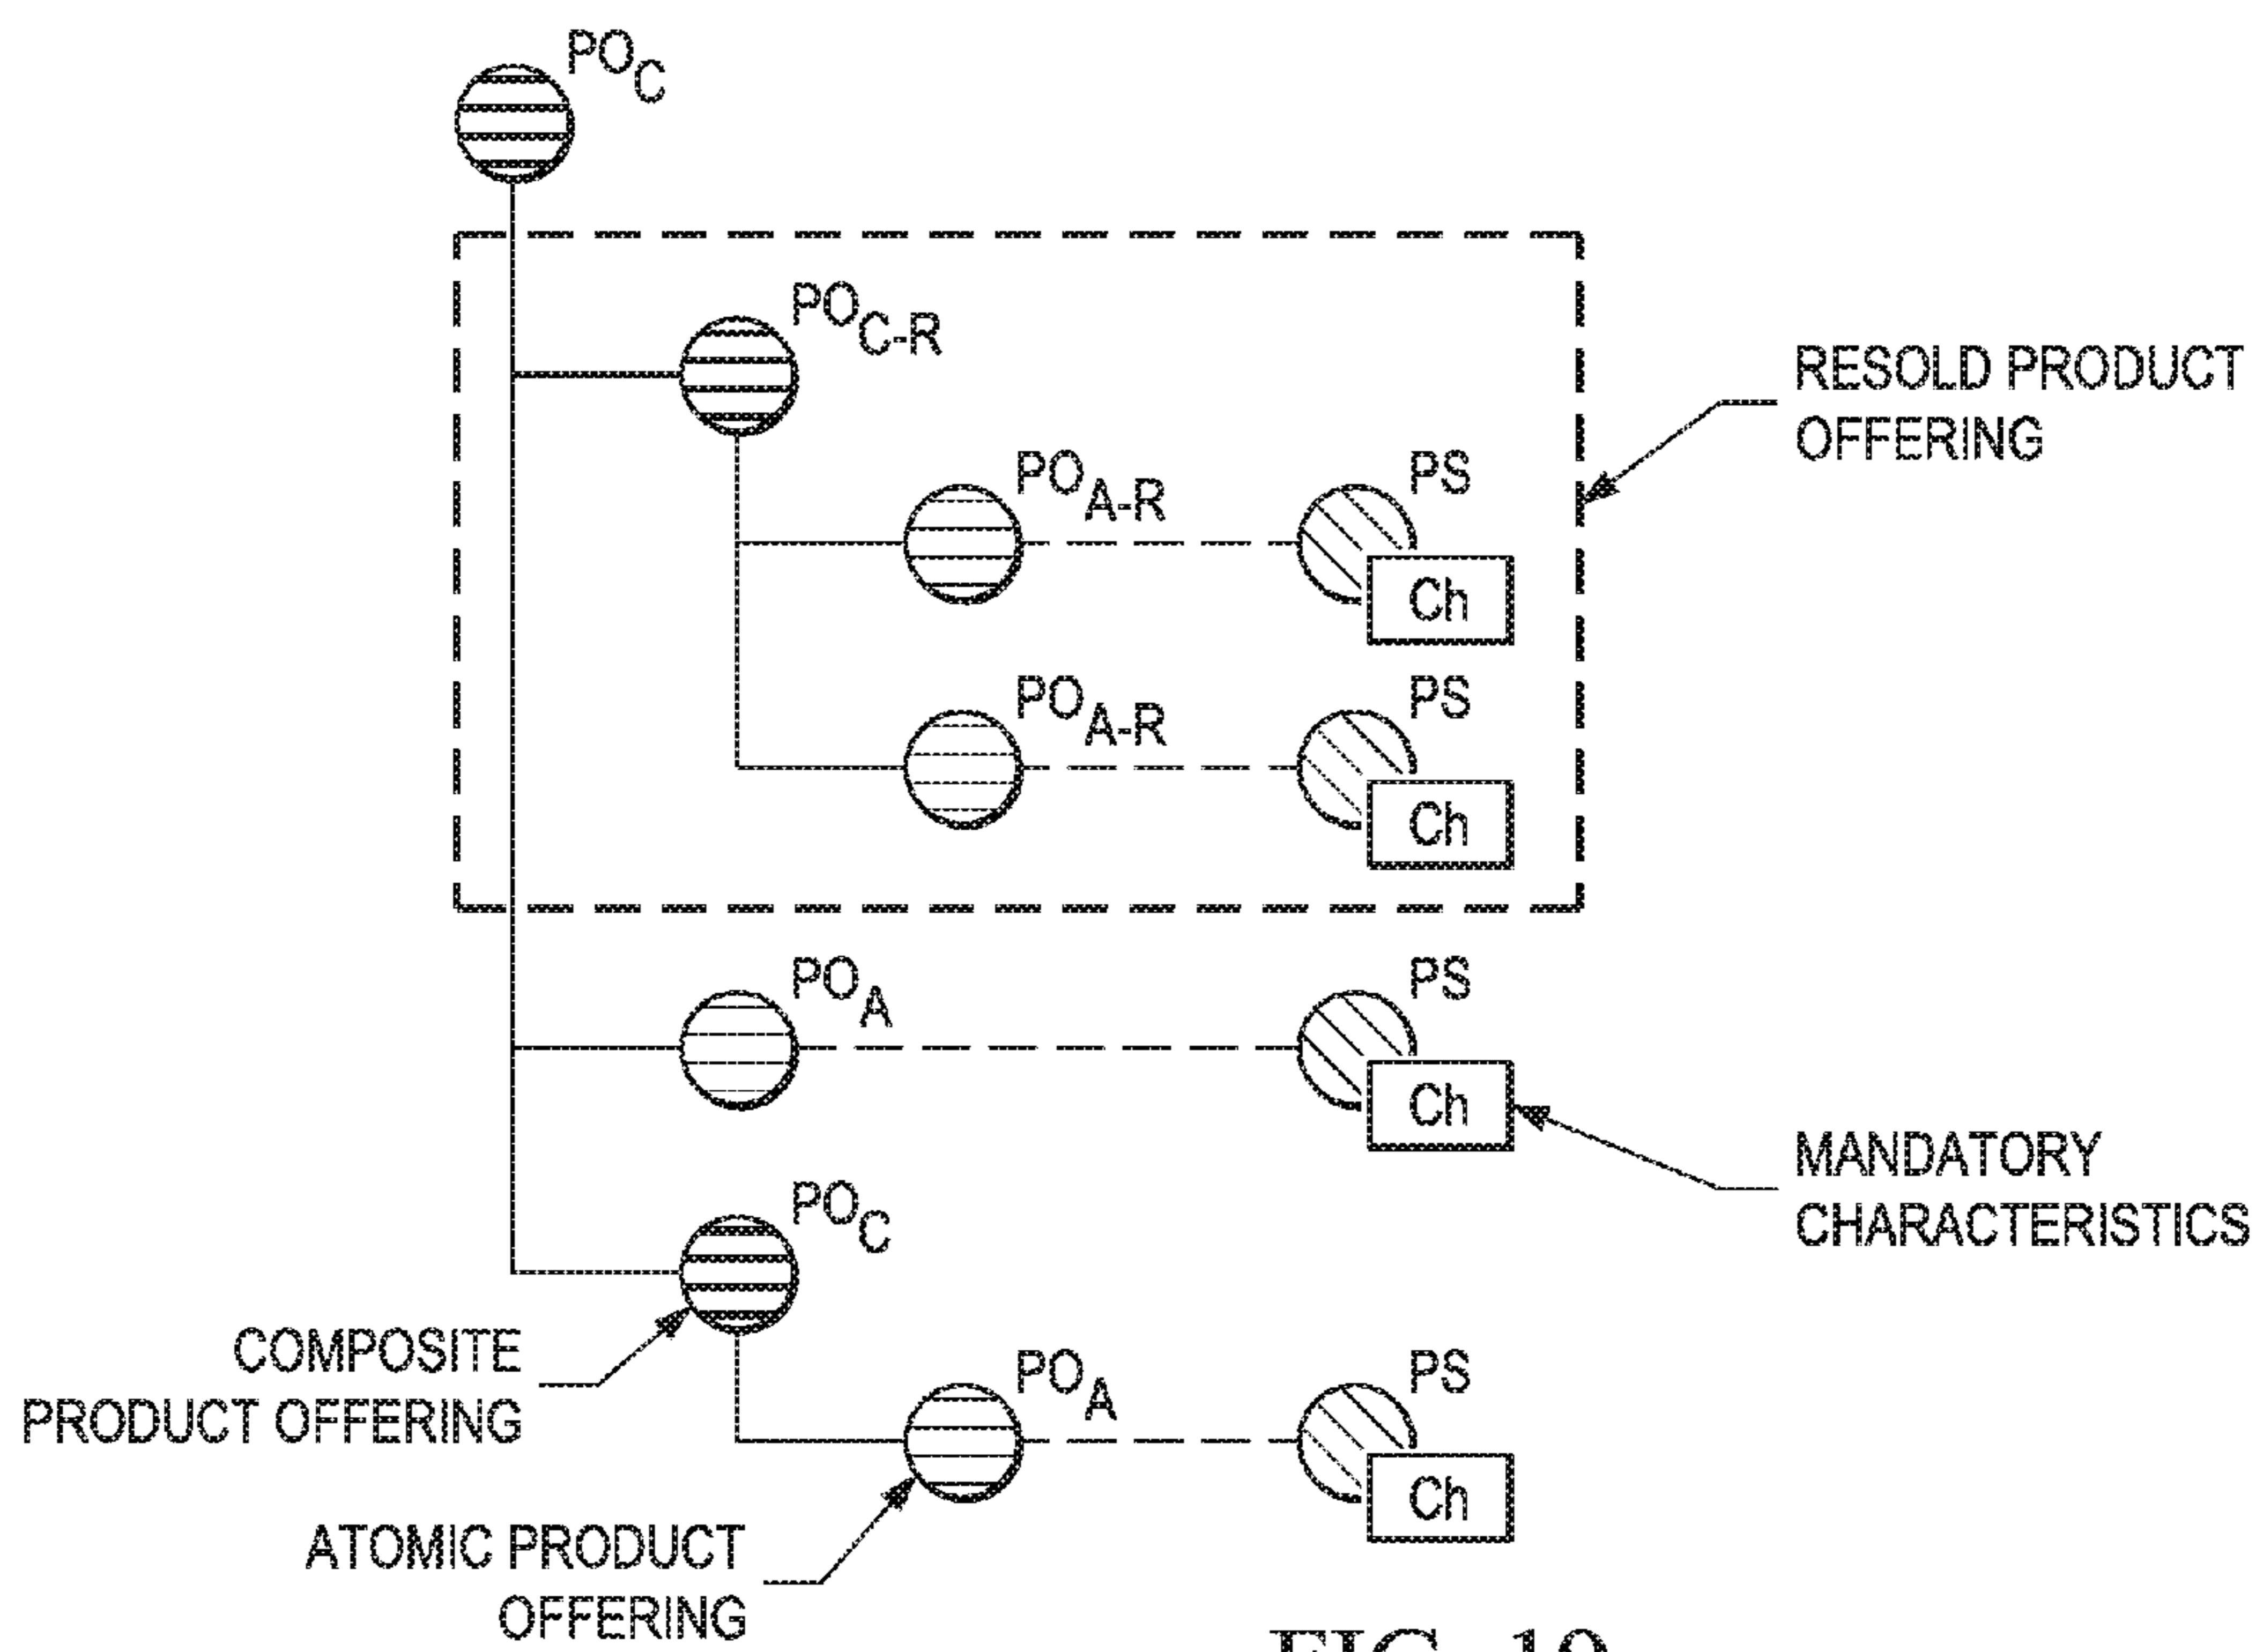 PO_C
PO_C-R
RESOLD PRODUCT
OFFERING
PO_A-R
PS
Ch
PO_A-R
PS
Ch
PO_A
PS
Ch
MANDATORY
CHARACTERISTICS
PO_C
COMPOSITE
PRODUCT OFFERING
PO_A
PS
Ch
ATOMIC PRODUCT
OFFERING